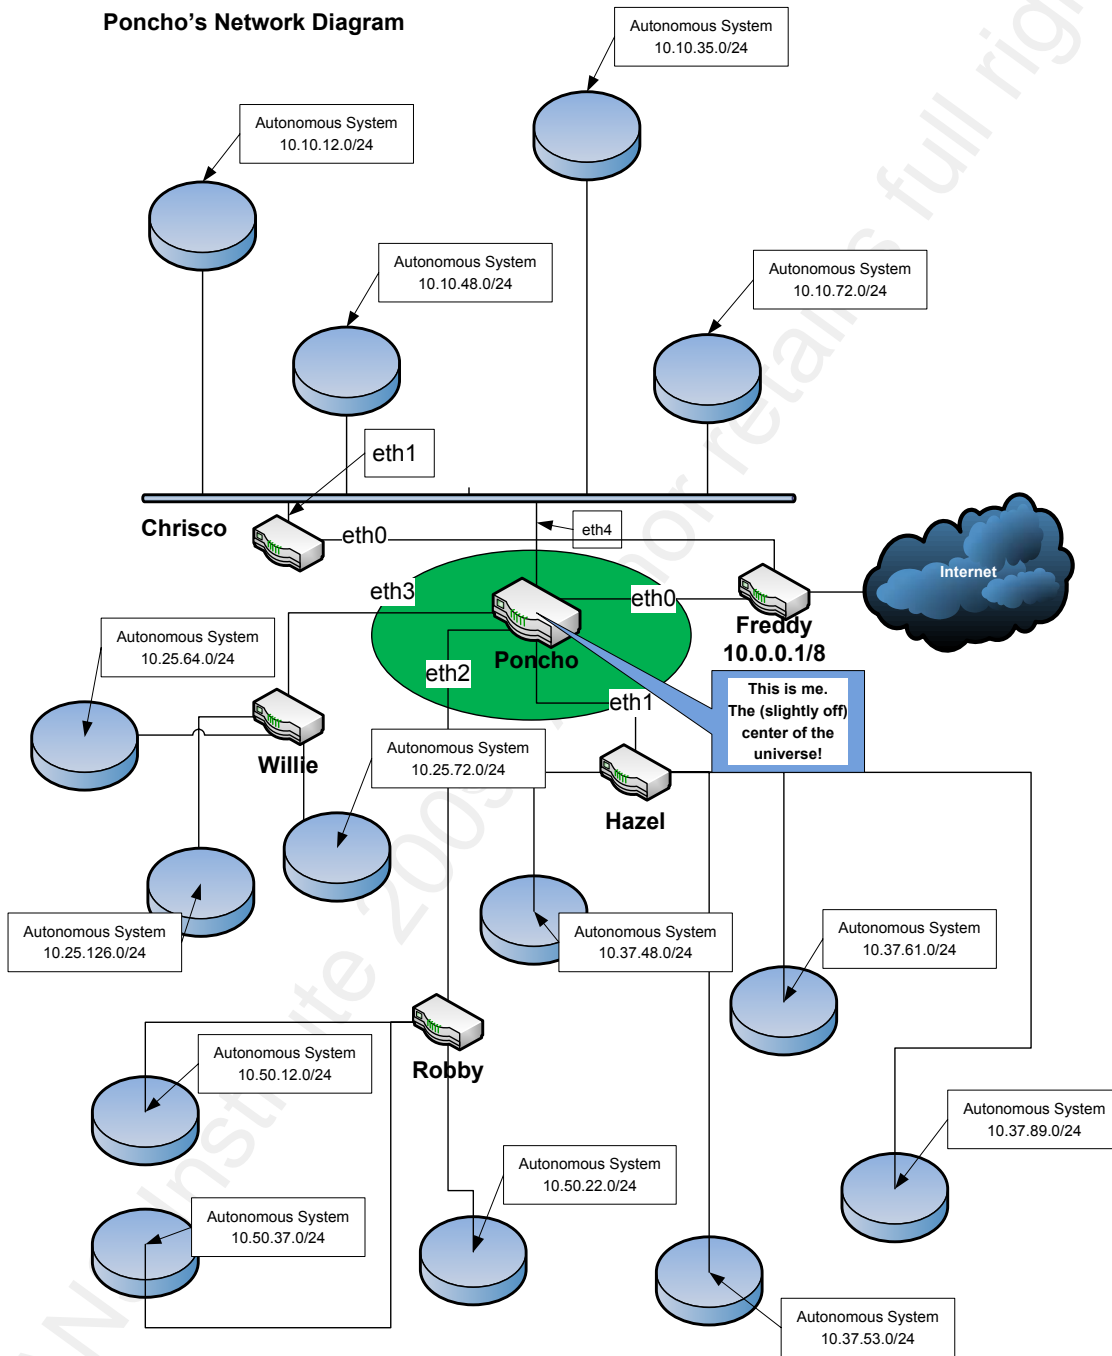 Poncho's Network Diagram
Autonomous System
10.10.35.0/24
Autonomous System
10.10.12.0/24
Autonomous System
10.10.48.0/24
Autonomous System
10.10.72.0/24
eth1
Chrisco
eth0
eth4
Internet
eth3
eth0
Freddy
10.0.0.1/8
Poncho
eth2
eth1
This is me.
The (slightly off)
center of the
universe!
Autonomous System
10.25.64.0/24
Willie
Autonomous System
10.25.72.0/24
Hazel
Autonomous System
10.25.126.0/24
Autonomous System
10.37.48.0/24
Autonomous System
10.37.61.0/24
Robby
Autonomous System
10.50.12.0/24
Autonomous System
10.37.89.0/24
Autonomous System
10.50.22.0/24
Autonomous System
10.50.37.0/24
Autonomous System
10.37.53.0/24